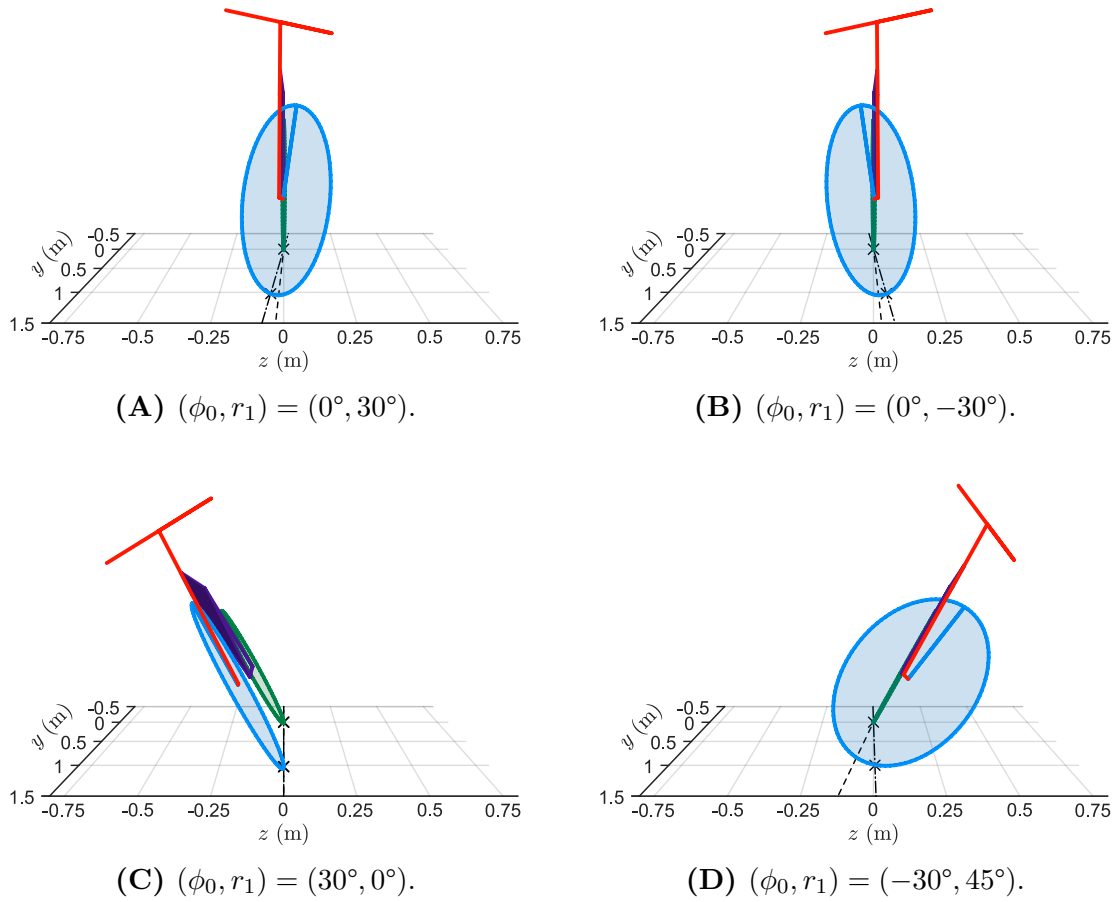 -0.5
0
0.5
1
1.5
y (m)
-0.75 -0.5 -0.25 0 0.25 0.5 0.75
z (m)
(A) (ϕ₀, r₁) = (0°, 30°).
-0.5
0
0.5
1
1.5
y (m)
-0.75 -0.5 -0.25 0 0.25 0.5 0.75
z (m)
(B) (ϕ₀, r₁) = (0°, −30°).
-0.5
0
0.5
1
1.5
y (m)
-0.75 -0.5 -0.25 0 0.25 0.5 0.75
z (m)
(C) (ϕ₀, r₁) = (30°, 0°).
-0.5
0
0.5
1
1.5
y (m)
-0.75 -0.5 -0.25 0 0.25 0.5 0.75
z (m)
(D) (ϕ₀, r₁) = (−30°, 45°).